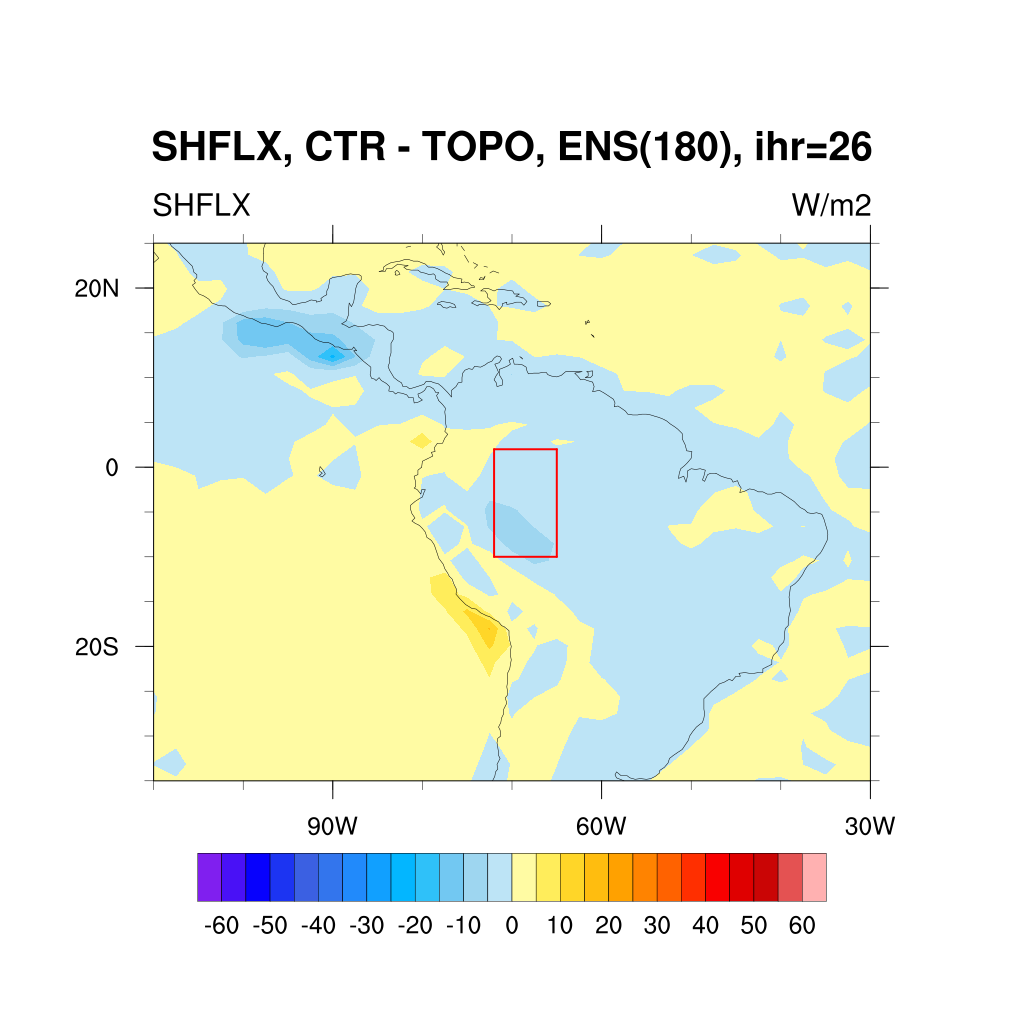 SHFLX, CTR - TOPO, ENS(180), ihr=26
SHFLX W/m2
20N
0
20S
90W 60W 30W
-60 -50 -40 -30 -20 -10 0 10 20 30 40 50 60